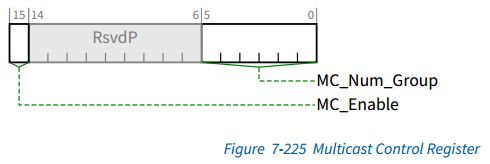 15 14 6 5 0
RsvdP
MC_Num_Group
MC_Enable
Figure 7-225 Multicast Control Register